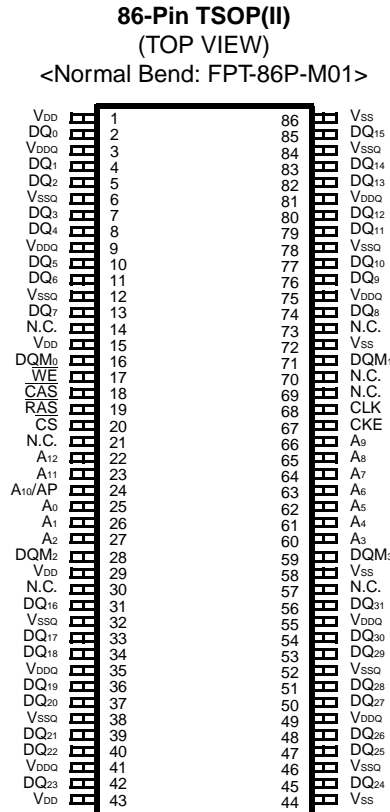 86-Pin TSOP(II)
(TOP VIEW)
<Normal Bend: FPT-86P-M01>
VDD 1 86 VSS
DQ0 2 85 DQ15
VDDQ 3 84 VSSQ
DQ1 4 83 DQ14
DQ2 5 82 DQ13
VSSQ 6 81 VDDQ
DQ3 7 80 DQ12
DQ4 8 79 DQ11
VDDQ 9 78 VSSQ
DQ5 10 77 DQ10
DQ6 11 76 DQ9
VSSQ 12 75 VDDQ
DQ7 13 74 DQ8
N.C. 14 73 N.C.
VDD 15 72 VSS
DQM0 16 71 DQM1
WE 17 70 N.C.
CAS 18 69 N.C.
RAS 19 68 CLK
CS 20 67 CKE
N.C. 21 66 A9
A12 22 65 A8
A11 23 64 A7
A10/AP 24 63 A6
A0 25 62 A5
A1 26 61 A4
A2 27 60 A3
DQM2 28 59 DQM3
VDD 29 58 VSS
N.C. 30 57 N.C.
DQ16 31 56 DQ31
VSSQ 32 55 VDDQ
DQ17 33 54 DQ30
DQ18 34 53 DQ29
VDDQ 35 52 VSSQ
DQ19 36 51 DQ28
DQ20 37 50 DQ27
VSSQ 38 49 VDDQ
DQ21 39 48 DQ26
DQ22 40 47 DQ25
VDDQ 41 46 VSSQ
DQ23 42 45 DQ24
VDD 43 44 VSS